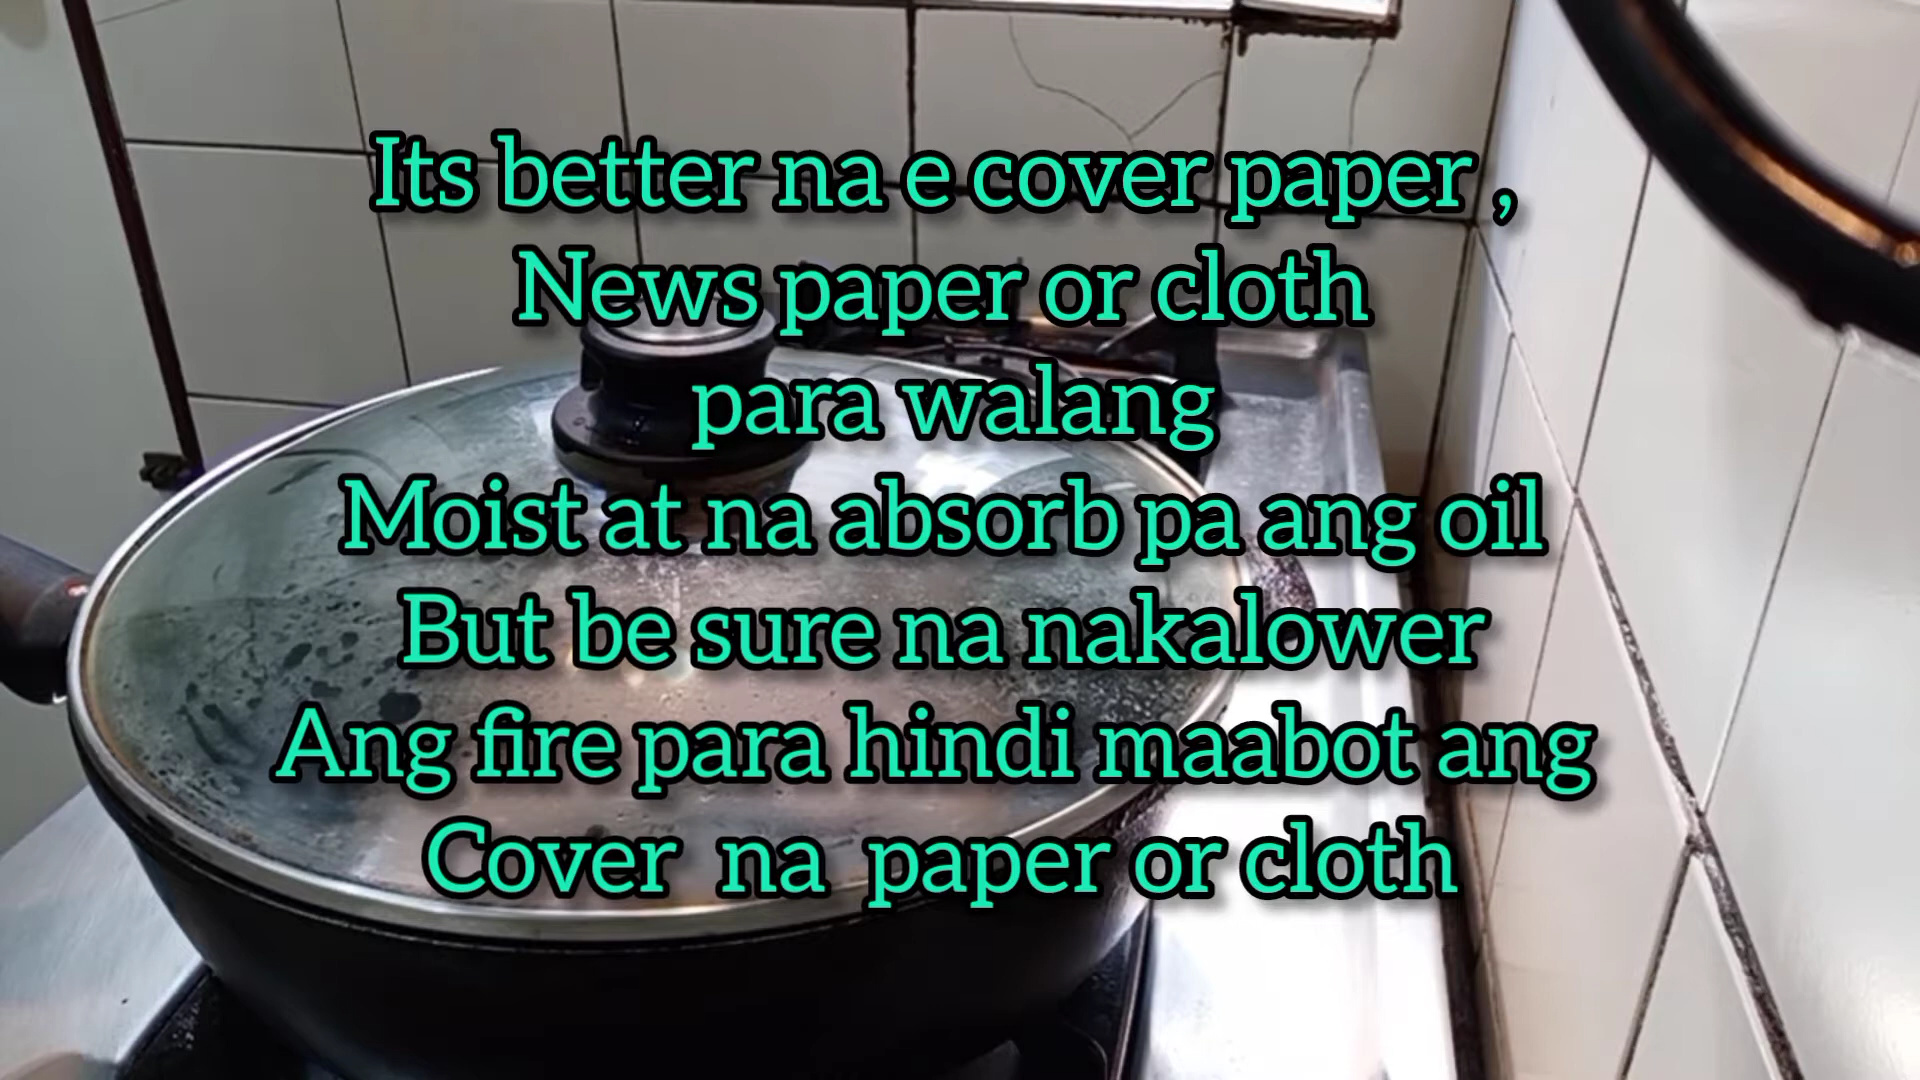 Its better na e cover paper ,
News paper or cloth
para walang
Moist at na absorb pa ang oil
But be sure na nakalower
Ang fire para hindi maabot ang
Cover na paper or cloth